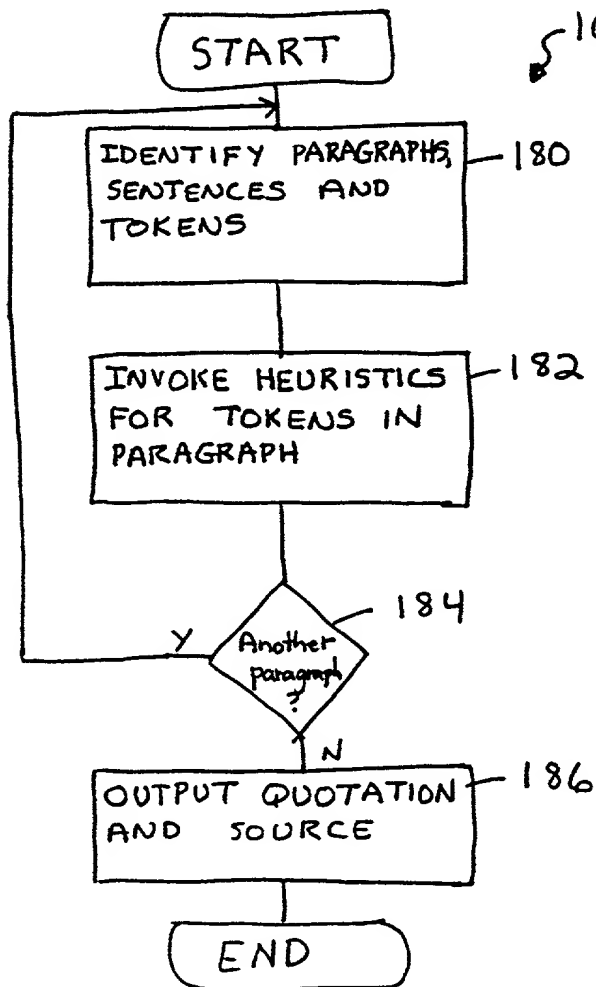 START
IDENTIFY PARAGRAPHS,
SENTENCES AND
TOKENS
180
INVOKE HEURISTICS
FOR TOKENS IN
PARAGRAPH
182
184
Another
paragraph
?
Y
N
OUTPUT QUOTATION
AND SOURCE
186
END